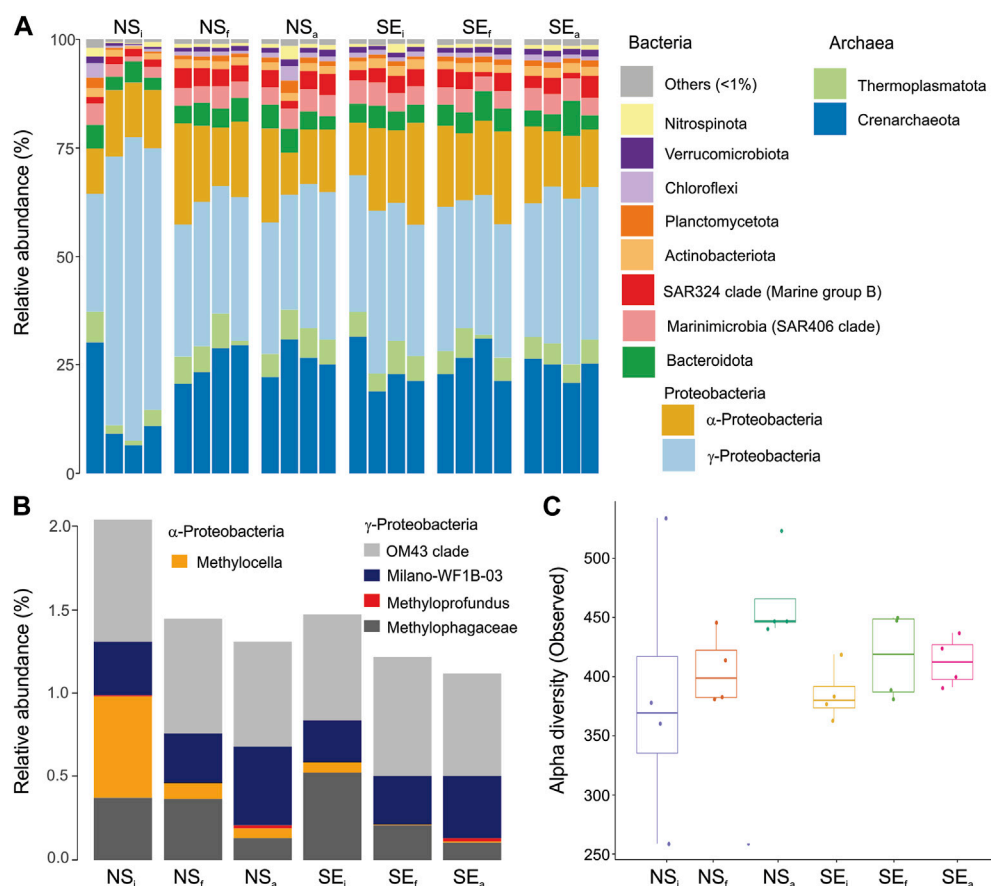 A
NSi NSf NSa SEi SEf SEa
Relative abundance (%)
100
75
50
25
0
Bacteria
Others (<1%)
Nitrospinota
Verrucomicrobiota
Chloroflexi
Planctomycetota
Actinobacteriota
SAR324 clade (Marine group B)
Marinimicrobia (SAR406 clade)
Bacteroidota
Proteobacteria
α-Proteobacteria
γ-Proteobacteria
Archaea
Thermoplasmatota
Crenarchaeota
B
Relative abundance (%)
2.0
1.5
1.0
0.5
0.0
α-Proteobacteria
Methylocella
γ-Proteobacteria
OM43 clade
Milano-WF1B-03
Methyloprofundus
Methylophagaceae
NSi NSf NSa SEi SEf SEa
C
Alpha diversity (Observed)
500
450
400
350
300
250
NSi NSf NSa SEi SEf SEa